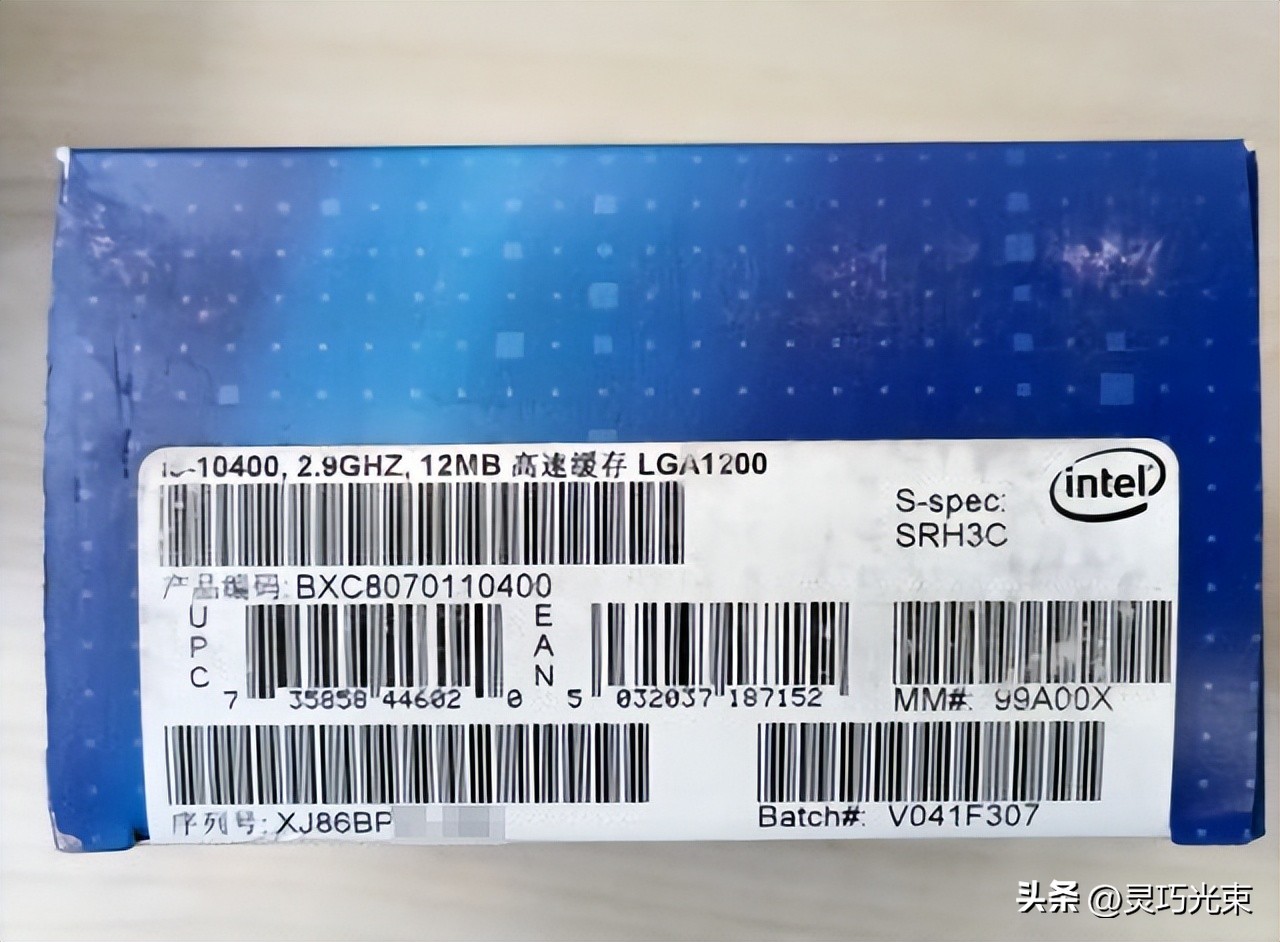 i5-10400, 2.9GHZ, 12MB 高速缓存 LGA1200
intel
S-spec:
SRH3C
产品编码: BXC8070110400
UPC
7 35858 44602 0
EAN
5 032037 187152
MM#: 99A00X
序列号: XJ86BP
Batch#: V041F307
头条 @灵巧光束